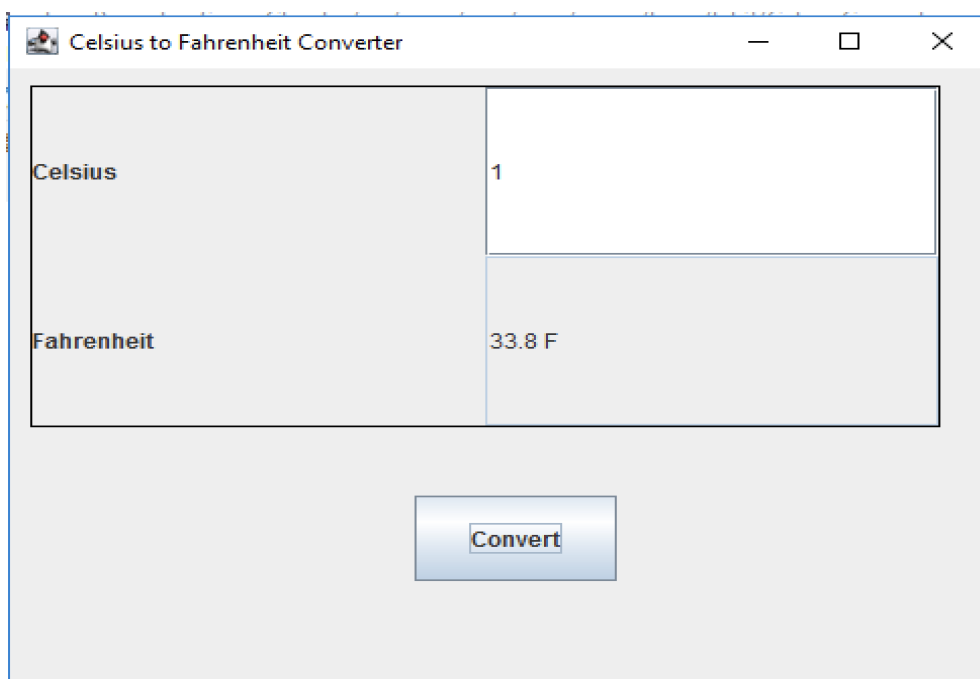 Celsius to Fahrenheit Converter
Celsius 1
Fahrenheit 33.8 F
Convert